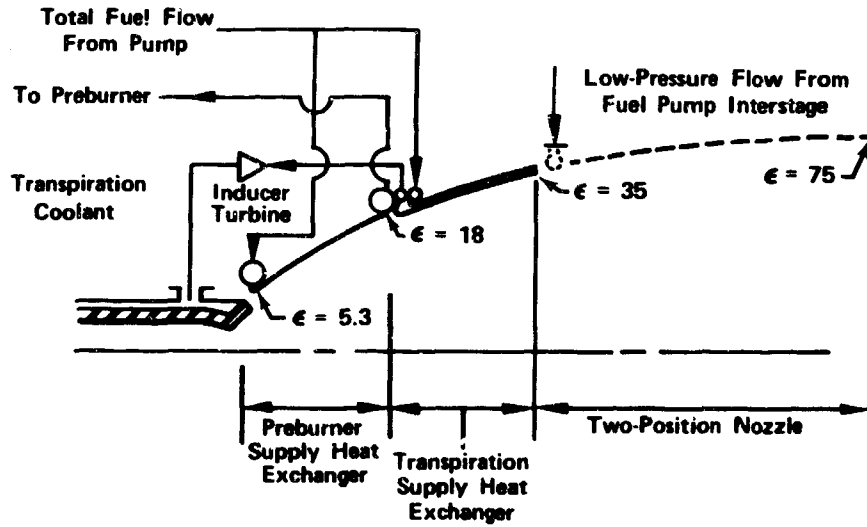 Total Fuel Flow
From Pump
To Preburner
Low-Pressure Flow From
Fuel Pump Interstage
Transpiration
Coolant
Inducer
Turbine
ϵ = 75
ϵ = 35
ϵ = 18
ϵ = 5.3
Preburner
Supply Heat
Exchanger
Transpiration
Supply Heat
Exchanger
Two-Position Nozzle